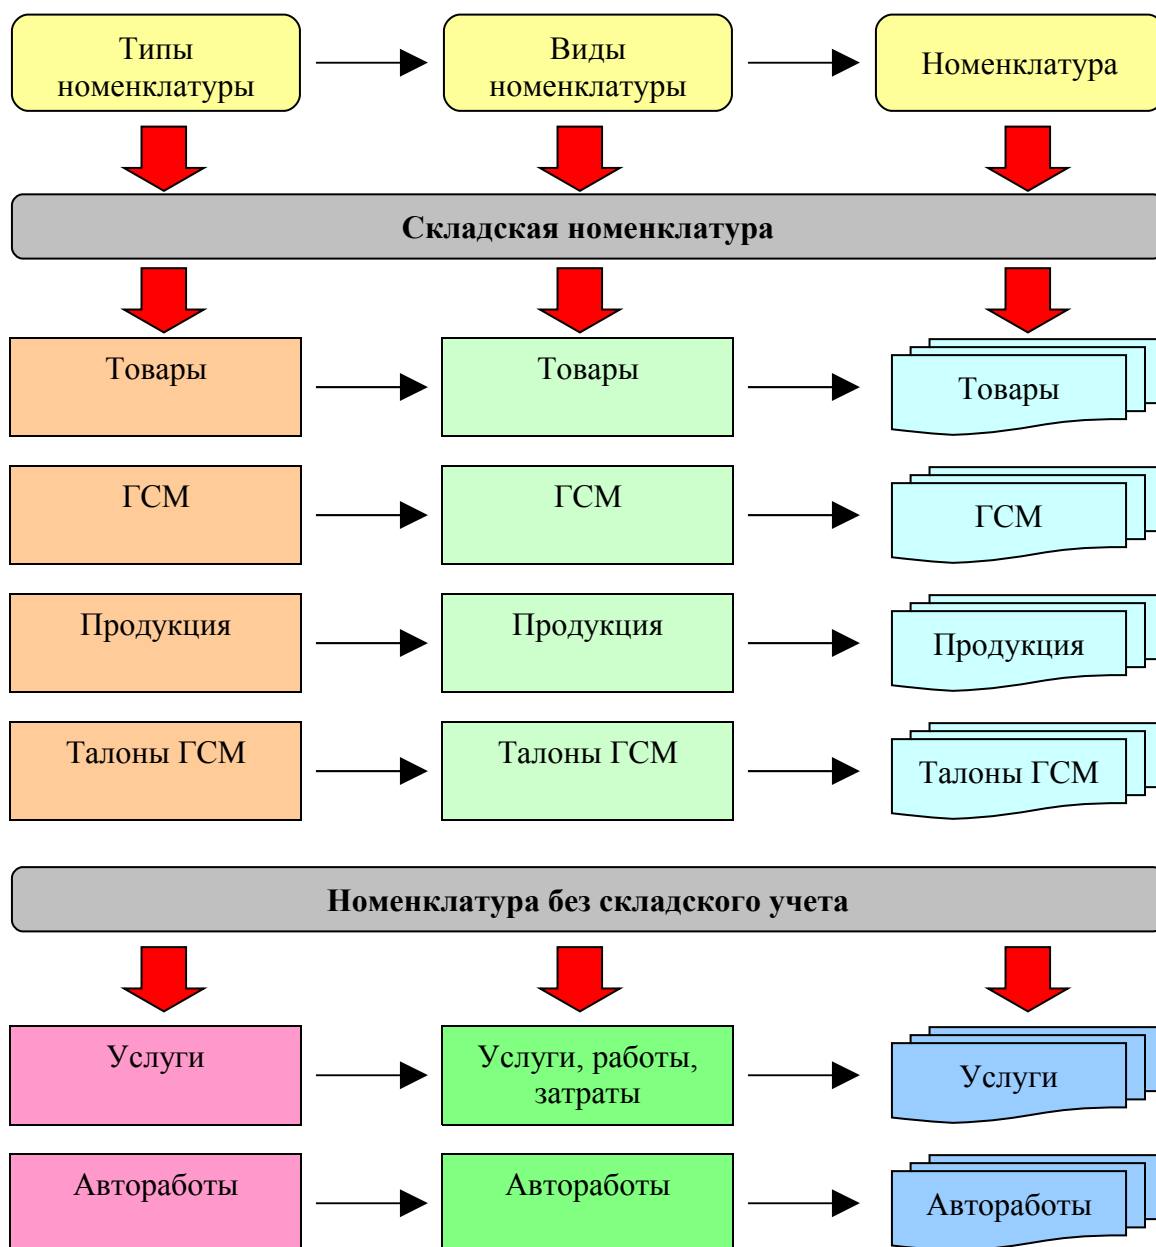 Типы
номенклатуры
Виды
номенклатуры
Номенклатура
Складская номенклатура
Товары
Товары
Товары
ГСМ
ГСМ
ГСМ
Продукция
Продукция
Продукция
Талоны ГСМ
Талоны ГСМ
Талоны ГСМ
Номенклатура без складского учета
Услуги
Услуги, работы,
затраты
Услуги
Автоработы
Автоработы
Автоработы